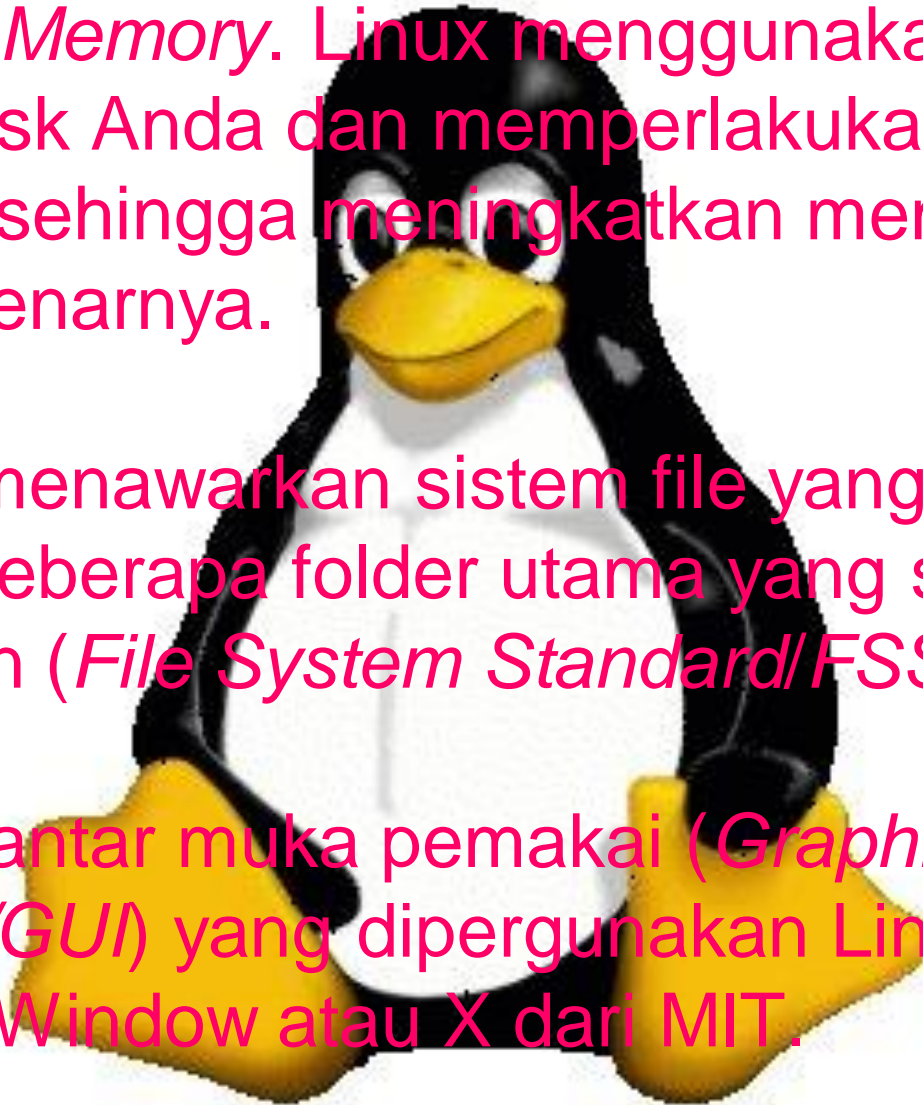 Memory. Linux menggunaka
sk Anda dan memperlakuka
sehingga meningkatkan mer
enarnya.
menawarkan sistem file yang
eberapa folder utama yang s
n (File System Standard/FSS
antar muka pemakai (Graph
/GUI) yang dipergunakan Lin
Window atau X dari MIT.